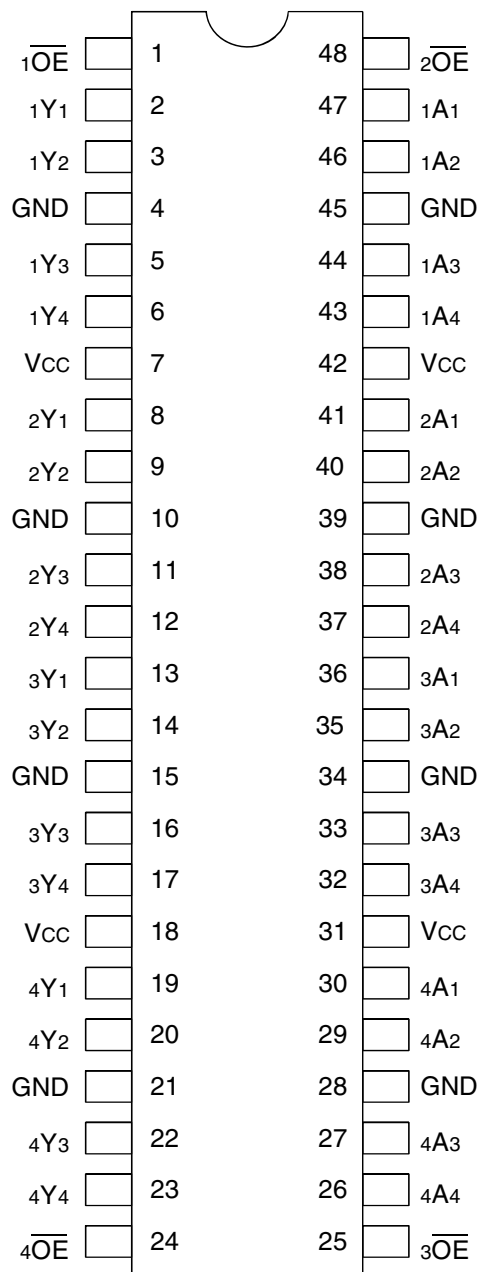 1O̅E̅ 1 48 2O̅E̅
1Y1 2 47 1A1
1Y2 3 46 1A2
GND 4 45 GND
1Y3 5 44 1A3
1Y4 6 43 1A4
VCC 7 42 VCC
2Y1 8 41 2A1
2Y2 9 40 2A2
GND 10 39 GND
2Y3 11 38 2A3
2Y4 12 37 2A4
3Y1 13 36 3A1
3Y2 14 35 3A2
GND 15 34 GND
3Y3 16 33 3A3
3Y4 17 32 3A4
VCC 18 31 VCC
4Y1 19 30 4A1
4Y2 20 29 4A2
GND 21 28 GND
4Y3 22 27 4A3
4Y4 23 26 4A4
4O̅E̅ 24 25 3O̅E̅